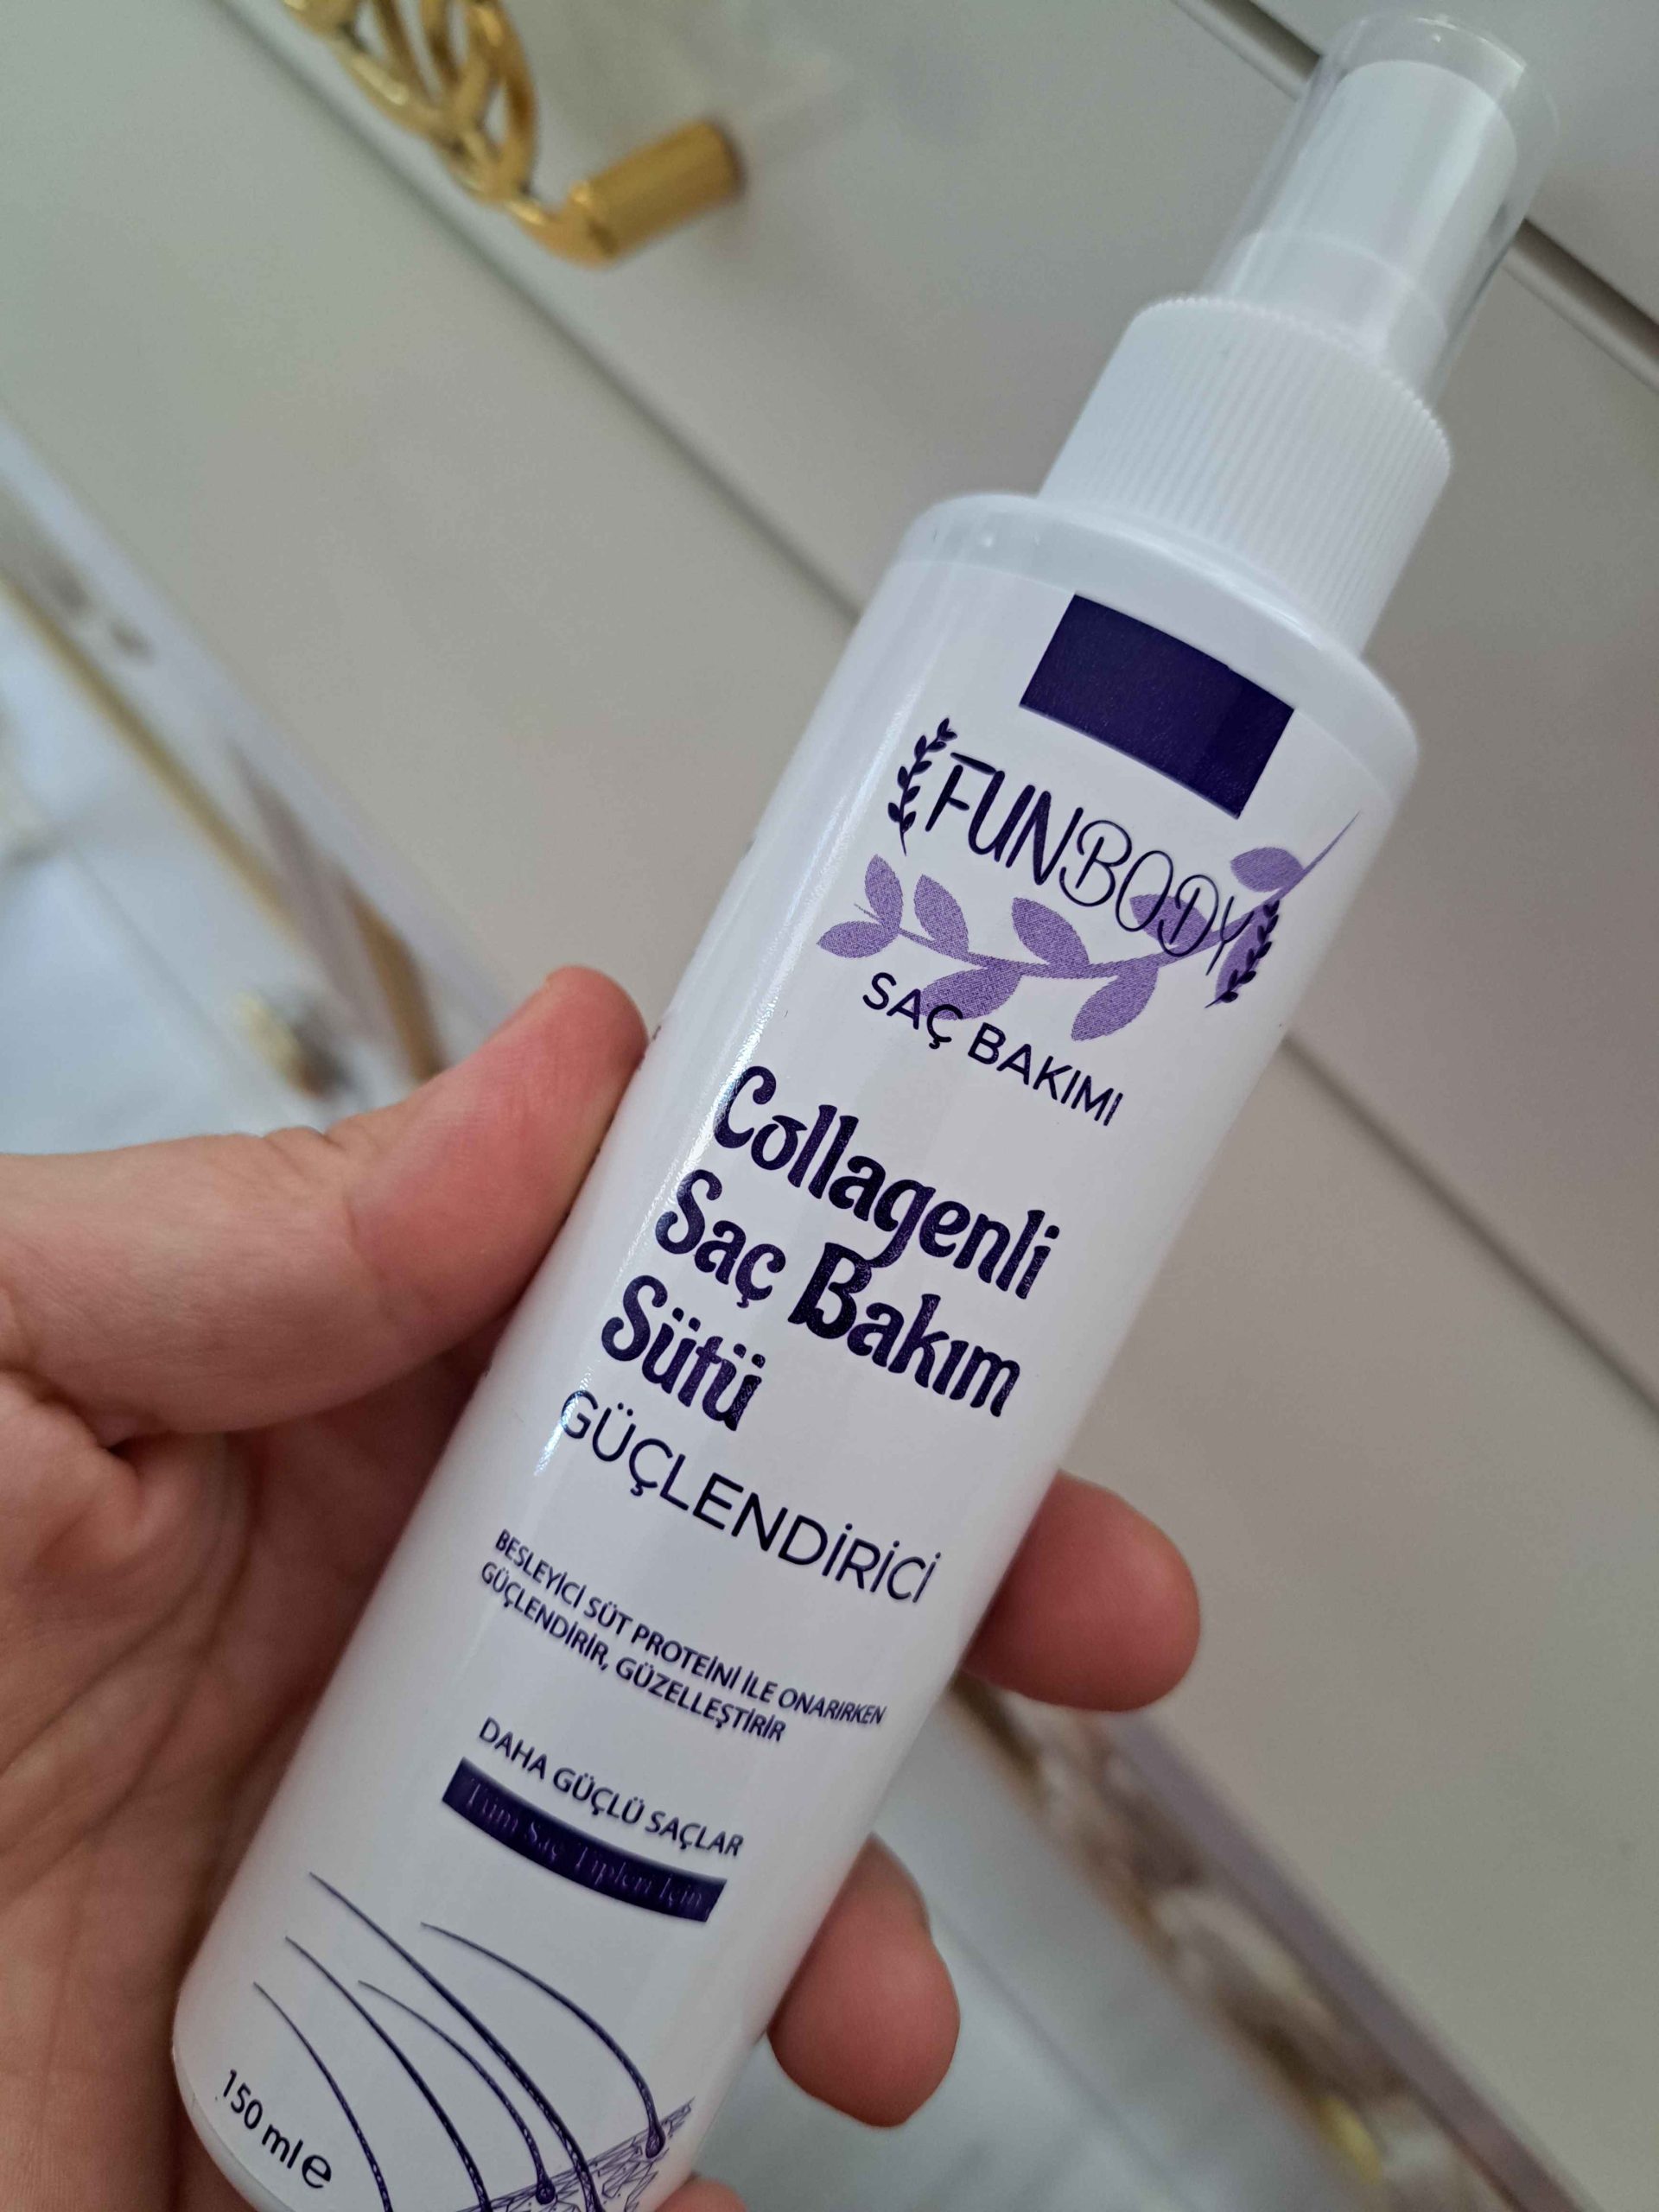 FUNBODY
SAÇ BAKIMI
Collagenli
Saç Bakım
Sütü
GÜÇLENDİRİCİ
BESLEYİCİ SÜT PROTEİNİ İLE ONARIRKEN
GÜÇLENDİRİR, GÜZELLEŞTİRİR
DAHA GÜÇLÜ SAÇLAR
Tüm Saç Tipleri İçin
150 ml e